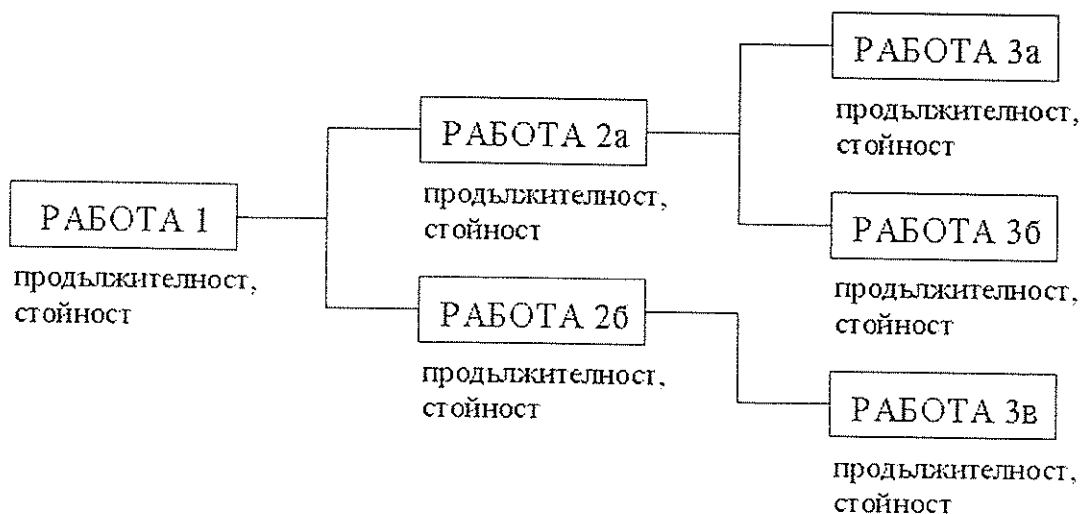 РАБОТА 1
продължителност,
стойност
РАБОТА 2а
продължителност,
стойност
РАБОТА 2б
продължителност,
стойност
РАБОТА 3а
продължителност,
стойност
РАБОТА 3б
продължителност,
стойност
РАБОТА 3в
продължителност,
стойност